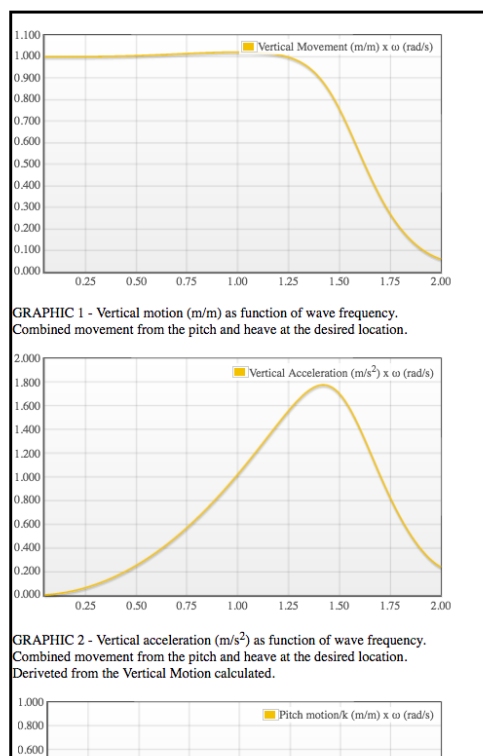 1.100
Vertical Movement (m/m) x ω (rad/s)
1.000
0.900
0.800
0.700
0.600
0.500
0.400
0.300
0.200
0.100
0.000
0.25 0.50 0.75 1.00 1.25 1.50 1.75 2.00
GRAPHIC 1 - Vertical motion (m/m) as function of wave frequency.
Combined movement from the pitch and heave at the desired location.
2.000
Vertical Acceleration (m/s²) x ω (rad/s)
1.800
1.600
1.400
1.200
1.000
0.800
0.600
0.400
0.200
0.000
0.25 0.50 0.75 1.00 1.25 1.50 1.75 2.00
GRAPHIC 2 - Vertical acceleration (m/s²) as function of wave frequency.
Combined movement from the pitch and heave at the desired location.
Deriveted from the Vertical Motion calculated.
1.000
Pitch motion/k (m/m) x ω (rad/s)
0.800
0.600